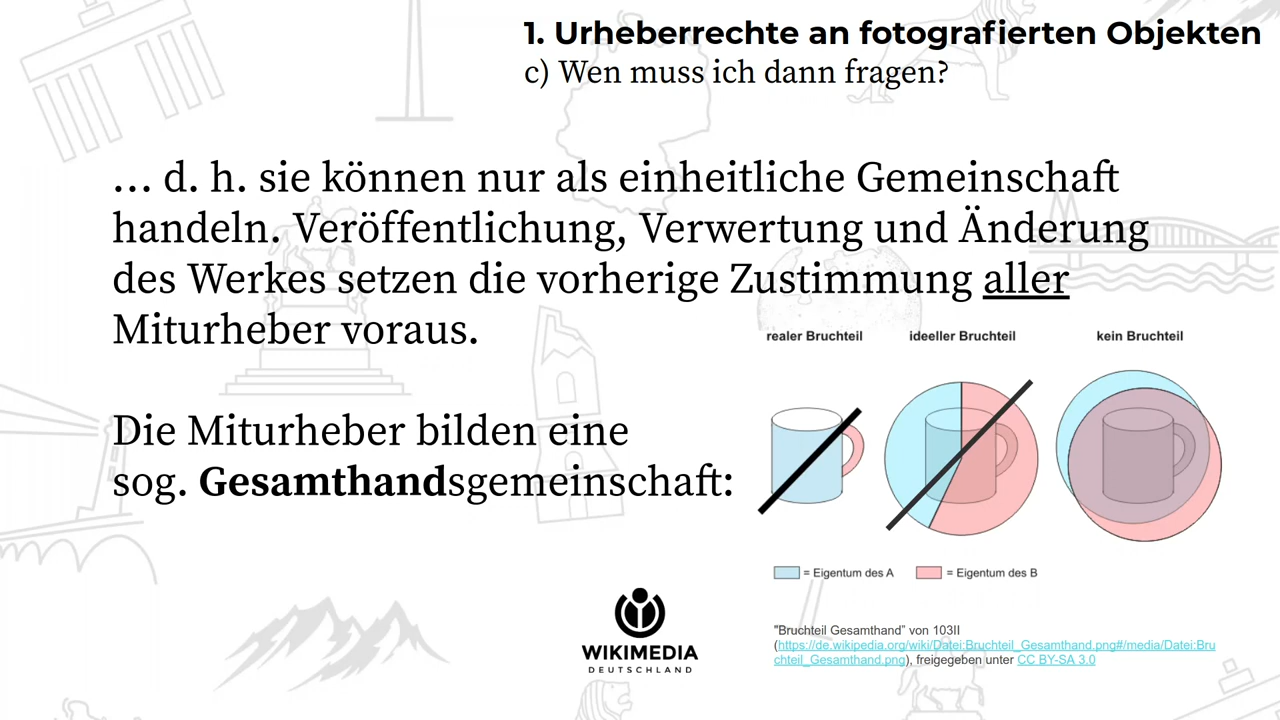 1. Urheberrechte an fotografierten Objekten
c) Wen muss ich dann fragen?
… d. h. sie können nur als einheitliche Gemeinschaft
handeln. Veröffentlichung, Verwertung und Änderung
des Werkes setzen die vorherige Zustimmung aller
Miturheber voraus.
Die Miturheber bilden eine
sog. Gesamthandsgemeinschaft:
realer Bruchteil
ideeller Bruchteil
kein Bruchteil
= Eigentum des A
= Eigentum des B
WIKIMEDIA
DEUTSCHLAND
"Bruchteil Gesamthand" von 103II
(https://de.wikipedia.org/wiki/Datei:Bruchteil_Gesamthand.png#/media/Datei:Bru
chteil_Gesamthand.png), freigegeben unter CC BY-SA 3.0